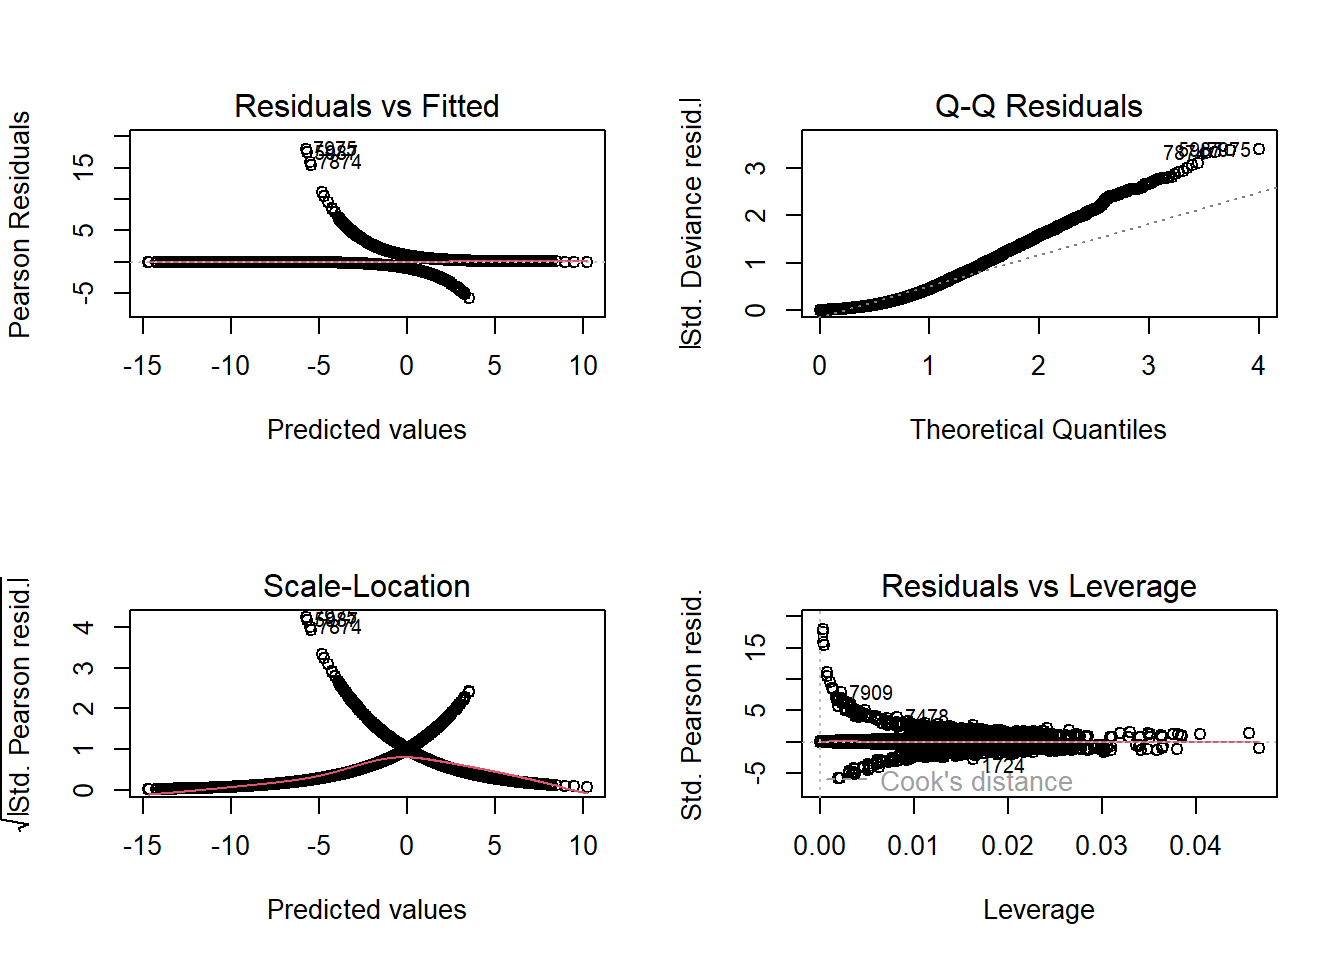 Residuals vs Fitted
Pearson Residuals
15
5
-5
7975
7874
-15 -10 -5 0 5 10
Predicted values
Q-Q Residuals
|Std. Deviance resid.|
3
2
1
0
7975
0 1 2 3 4
Theoretical Quantiles
Scale-Location
√|Std. Pearson resid.|
4
3
2
1
0
7874
-15 -10 -5 0 5 10
Predicted values
Residuals vs Leverage
Std. Pearson resid.
15
5
-5
7909
7478
1724
Cook's distance
0.00 0.01 0.02 0.03 0.04
Leverage